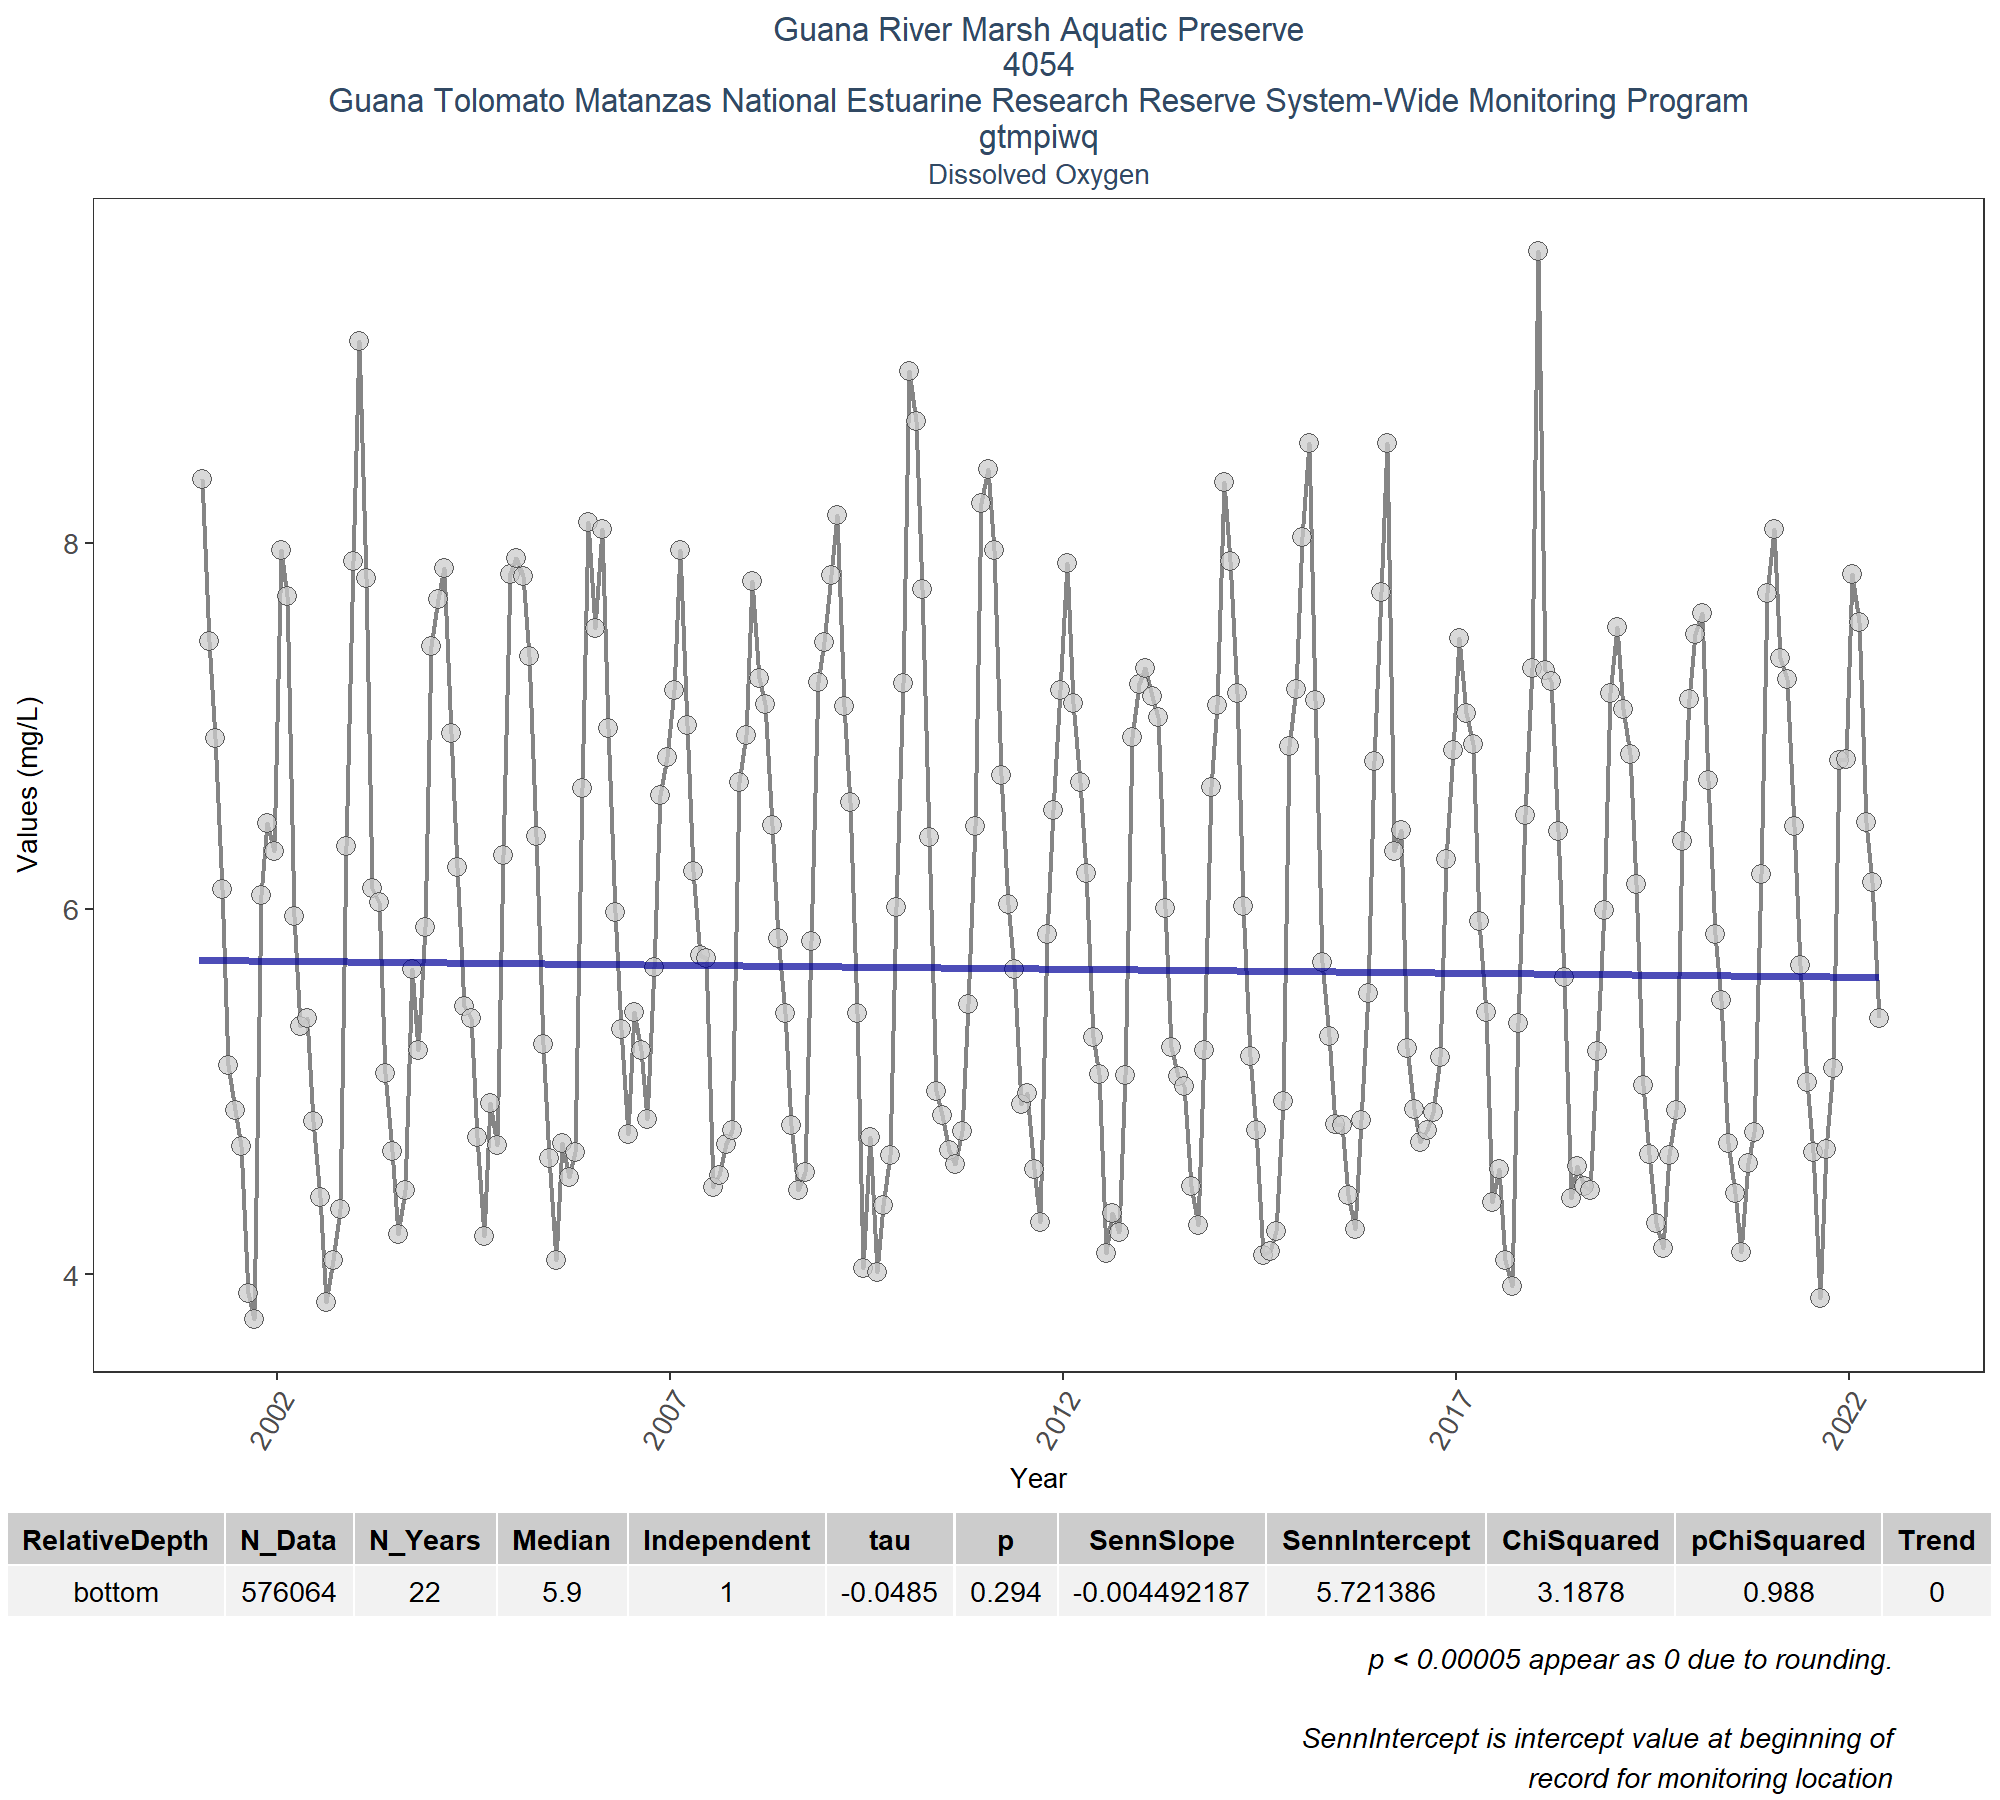 Guana River Marsh Aquatic Preserve
4054
Guana Tolomato Matanzas National Estuarine Research Reserve System-Wide Monitoring Program
gtmpiwq
Dissolved Oxygen
Values (mg/L)
8
6
4
2002 2007 2012 2017 2022
Year
RelativeDepth N_Data N_Years Median Independent tau p SennSlope SennIntercept ChiSquared pChiSquared Trend
bottom 576064 22 5.9 1 -0.0485 0.294 -0.004492187 5.721386 3.1878 0.988 0
p < 0.00005 appear as 0 due to rounding.
SennIntercept is intercept value at beginning of
record for monitoring location